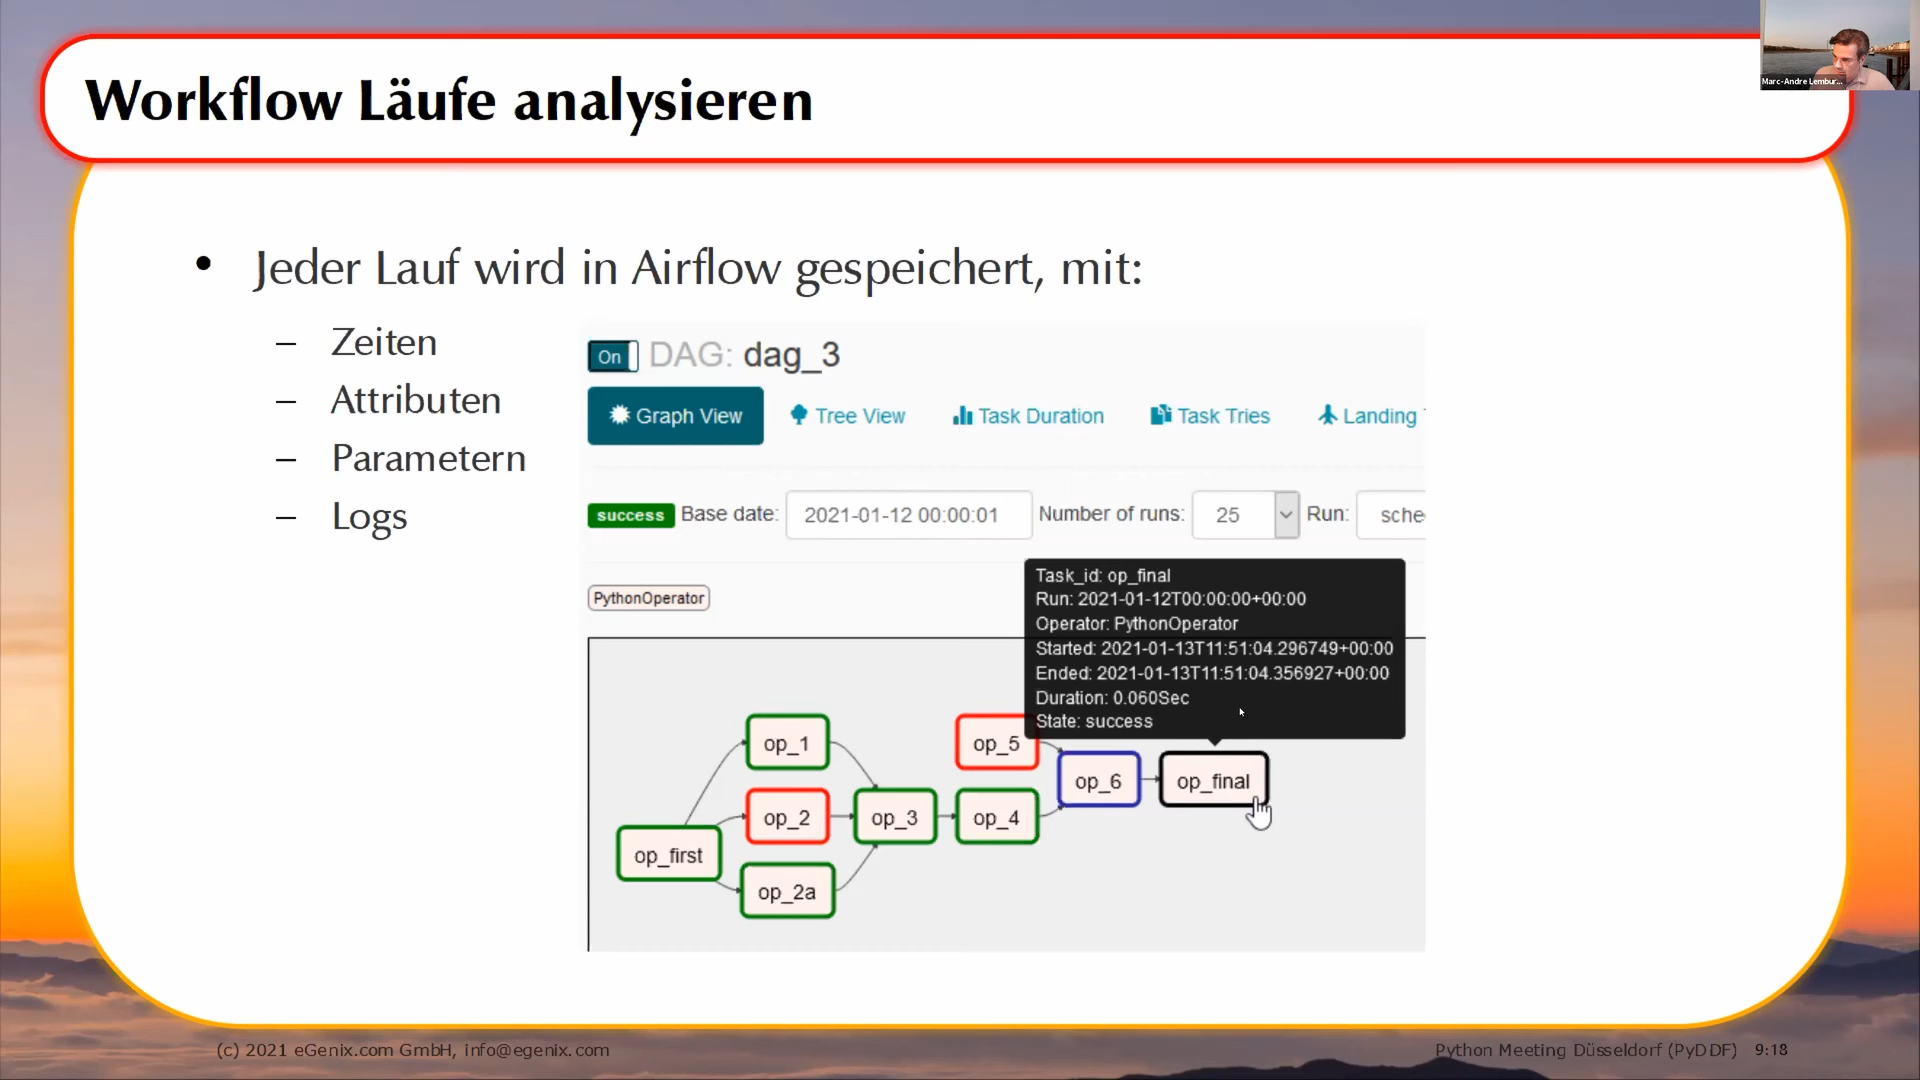 Marc-Andre Lembur...
Workflow Läufe analysieren
• Jeder Lauf wird in Airflow gespeichert, mit:
– Zeiten
– Attributen
– Parametern
– Logs
On DAG: dag_3
Graph View Tree View Task Duration Task Tries Landing
success Base date: 2021-01-12 00:00:01 Number of runs: 25 Run: sche
PythonOperator
Task_id: op_final
Run: 2021-01-12T00:00:00+00:00
Operator: PythonOperator
Started: 2021-01-13T11:51:04.296749+00:00
Ended: 2021-01-13T11:51:04.356927+00:00
Duration: 0.060Sec
State: success
op_1
op_5
op_6
op_final
op_2
op_3
op_4
op_first
op_2a
(c) 2021 eGenix.com GmbH, info@egenix.com
Python Meeting Düsseldorf (PyDDF) 9:18